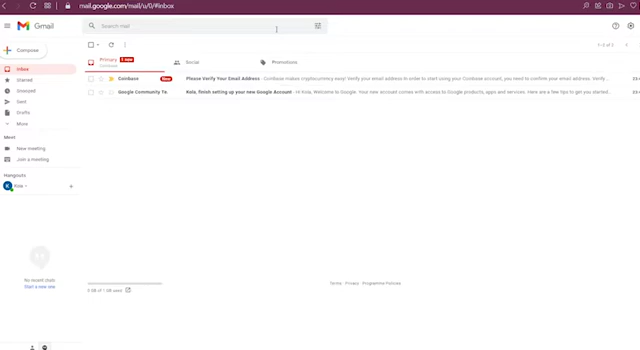 mail.google.com/mail/u/0/#inbox
Gmail
Search mail
Compose
1–2 of 2
Inbox
Starred
Snoozed
Sent
Drafts
More
Primary
Coinbase
Social
Promotions
Coinbase New Please Verify Your Email Address - Coinbase makes cryptocurrency easy! Verify your email address In order to start using your Coinbase account, you need to confirm your email address. Verify
Google Community Te. Kela, finish setting up your new Google Account - Hi Kela, Welcome to Google. Your new account comes with access to Google products, apps and services. Here are a few tips to get you started.
Meet
New meeting
Join a meeting
Hangouts
Kela
No recent chats
Start a new one
Terms · Privacy · Programme Policies